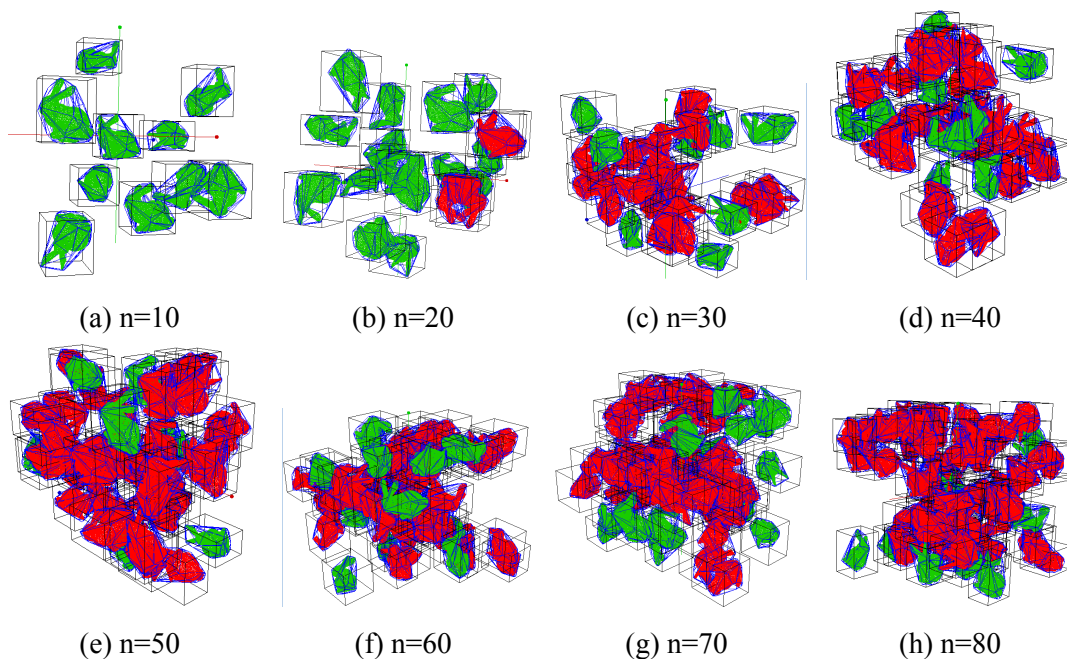 (a) n=10
(b) n=20
(c) n=30
(d) n=40
(e) n=50
(f) n=60
(g) n=70
(h) n=80